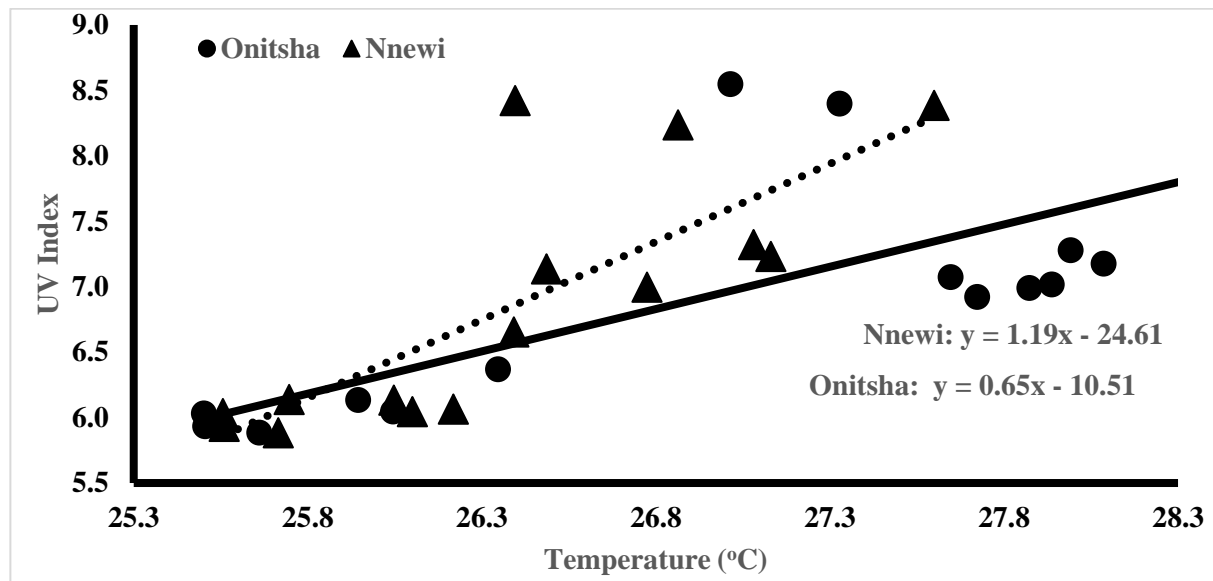 9.0
Onitsha Nnewi
8.5
8.0
7.5
7.0
6.5
6.0
5.5
UV Index
Nnewi: y = 1.19x - 24.61
Onitsha: y = 0.65x - 10.51
25.3 25.8 26.3 26.8 27.3 27.8 28.3
Temperature (ºC)